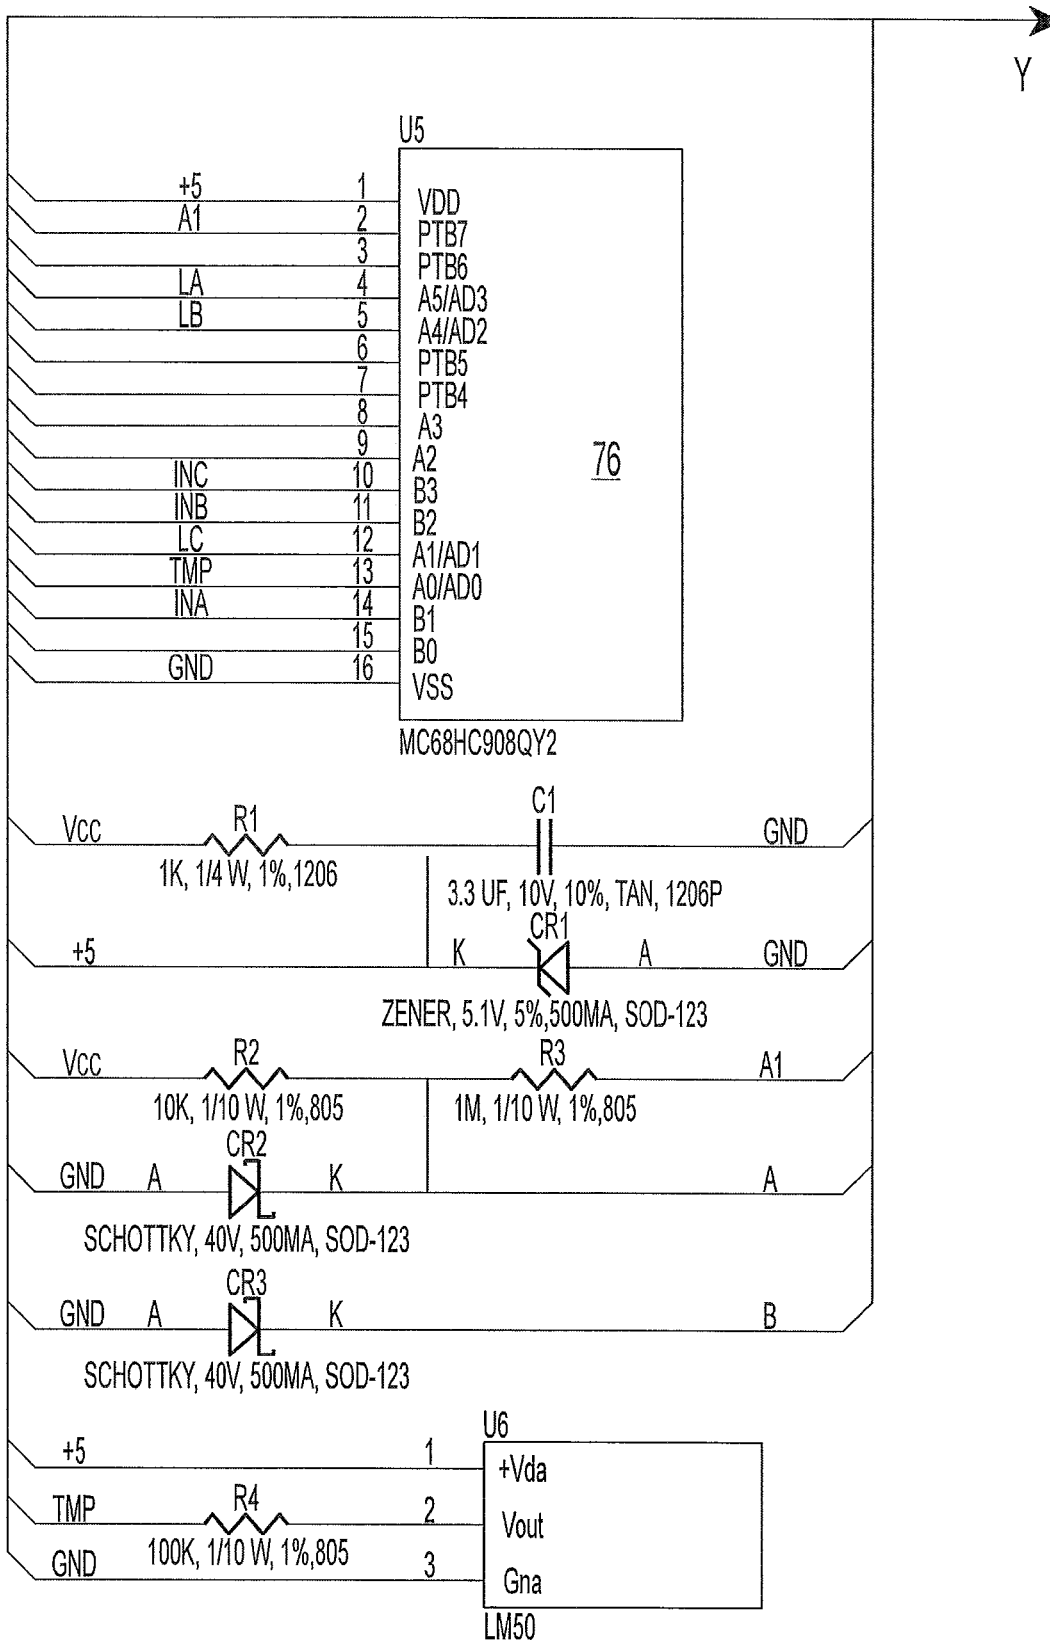 Y
U5
+5 1 VDD
A1 2 PTB7
3 PTB6
LA 4 A5/AD3
LB 5 A4/AD2
6 PTB5
7 PTB4
8 A3
9 A2
76
INC 10 B3
INB 11 B2
LC 12 A1/AD1
TMP 13 A0/AD0
INA 14 B1
15 B0
GND 16 VSS
MC68HC908QY2
Vcc R1 C1 GND
1K, 1/4 W, 1%,1206
3.3 UF, 10V, 10%, TAN, 1206P
CR1
+5 K A GND
ZENER, 5.1V, 5%,500MA, SOD-123
Vcc R2 R3 A1
10K, 1/10 W, 1%,805 1M, 1/10 W, 1%,805
CR2
GND A K A
SCHOTTKY, 40V, 500MA, SOD-123
CR3
GND A K B
SCHOTTKY, 40V, 500MA, SOD-123
U6
+5 1 +Vda
TMP R4 2 Vout
100K, 1/10 W, 1%,805
GND 3 Gna
LM50